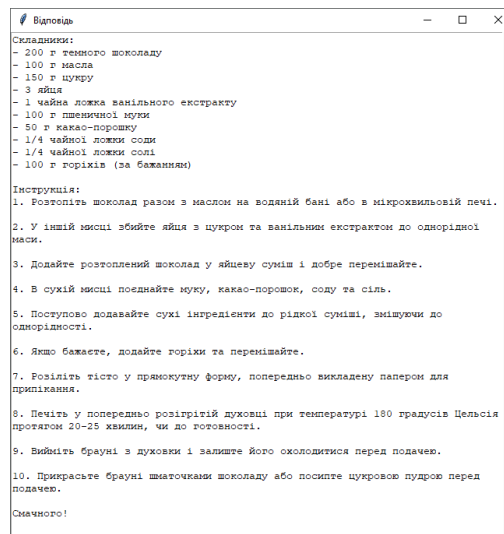 Відповідь
Складники:
- 200 г темного шоколаду
- 100 г масла
- 150 г цукру
- 3 яйця
- 1 чайна ложка ванільного екстракту
- 100 г пшеничної муки
- 50 г какао-порошку
- 1/4 чайної ложки соди
- 1/4 чайної ложки солі
- 100 г горіхів (за бажанням)
Інструкція:
1. Розтопіть шоколад разом з маслом на водяній бані або в мікрохвильовій печі.
2. У іншій мисці збийте яйця з цукром та ванільним екстрактом до однорідної
маси.
3. Додайте розтоплений шоколад у яйцеву суміш і добре перемішайте.
4. В сухій мисці поєднайте муку, какао-порошок, соду та сіль.
5. Поступово додавайте сухі інгредієнти до рідкої суміші, змішуючи до
однорідності.
6. Якщо бажаєте, додайте горіхи та перемішайте.
7. Розіліть тісто у прямокутну форму, попередньо викладену папером для
припікання.
8. Печіть у попередньо розігрітій духовці при температурі 180 градусів Цельсія
протягом 20-25 хвилин, чи до готовності.
9. Вийміть брауні з духовки і залиште його охолодитися перед подачею.
10. Прикрасьте брауні шматочками шоколаду або посипте цукровою пудрою перед
подачею.
Смачного!